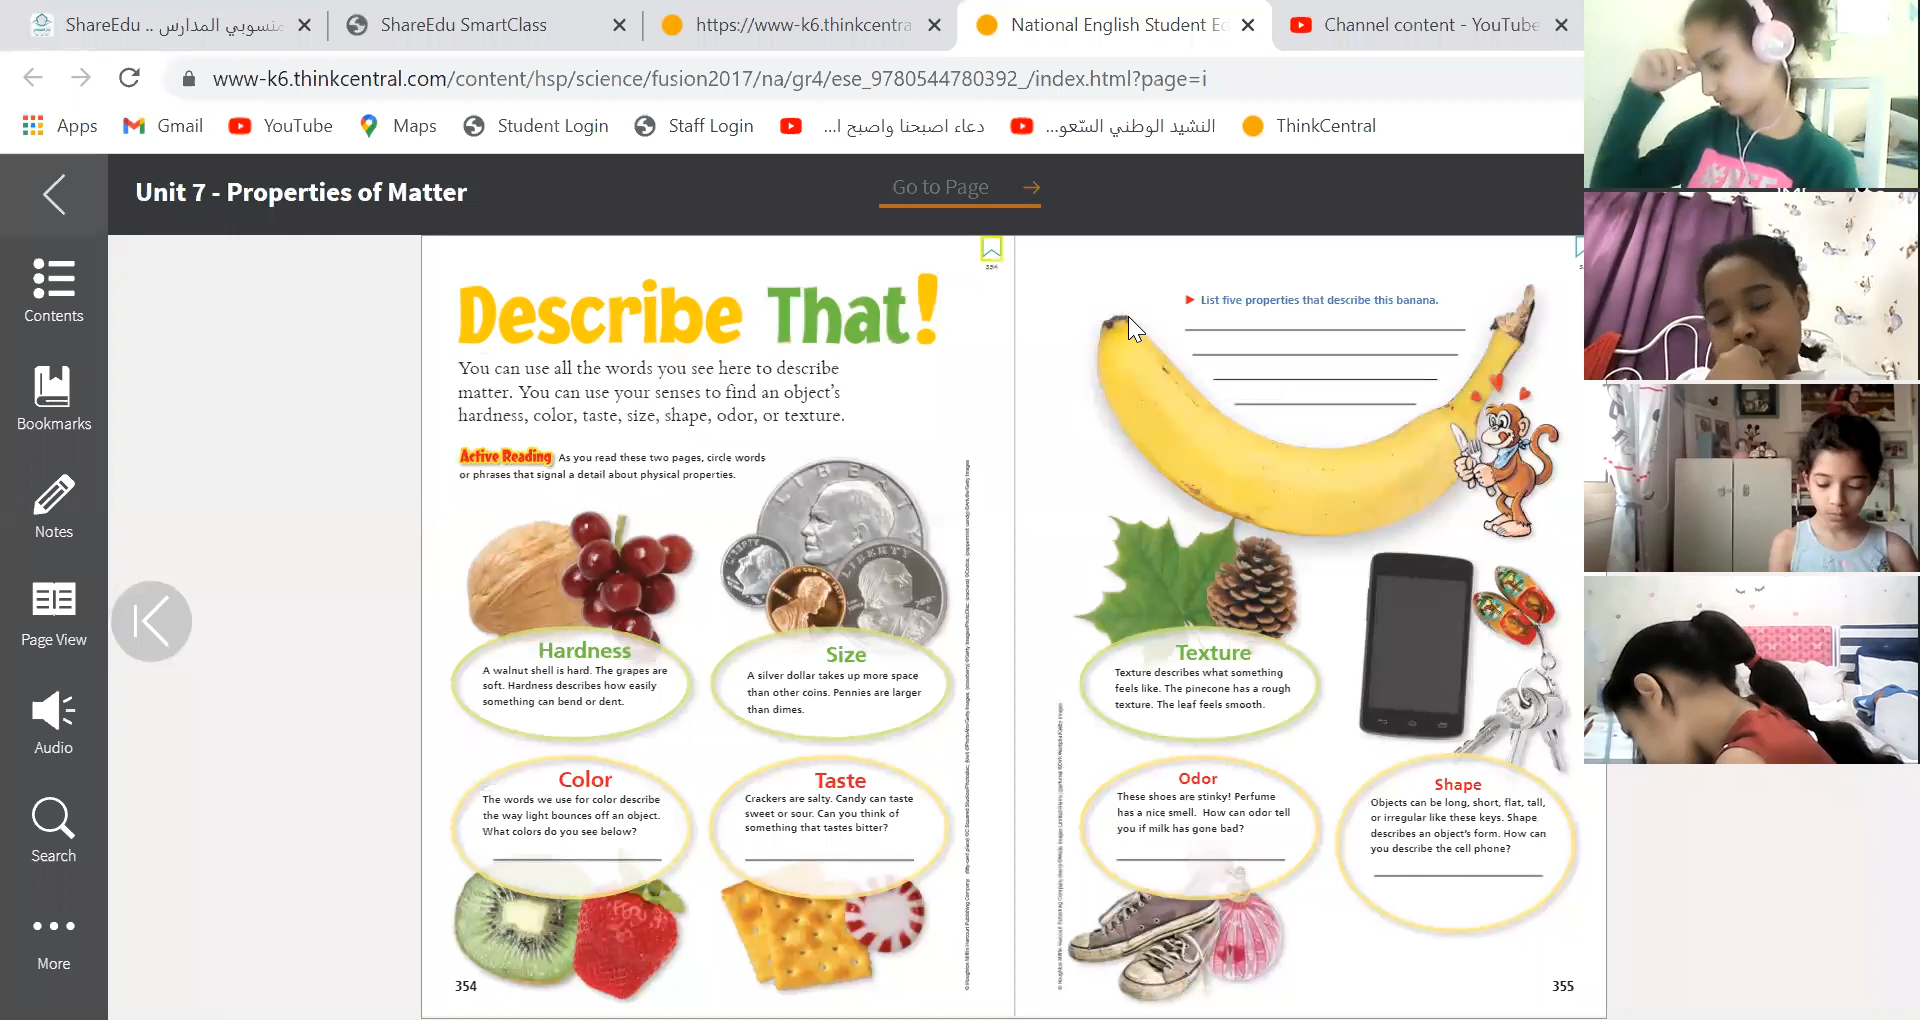 ShareEdu .. منسوبي المدارس
ShareEdu SmartClass
https://www-k6.thinkcentra
National English Student Ed
Channel content - YouTube
www-k6.thinkcentral.com/content/hsp/science/fusion2017/na/gr4/ese_9780544780392_/index.html?page=i
Apps
Gmail
YouTube
Maps
Student Login
Staff Login
دعاء اصبحنا واصبح ا...
النشيد الوطني السّعو...
ThinkCentral
Unit 7 - Properties of Matter
Go to Page
Contents
Bookmarks
Notes
Page View
Audio
Search
More
354
Describe That!
You can use all the words you see here to describe
matter. You can use your senses to find an object's
hardness, color, taste, size, shape, odor, or texture.
Active Reading As you read these two pages, circle words
or phrases that signal a detail about physical properties.
LIBERTY
Hardness
A walnut shell is hard. The grapes are
soft. Hardness describes how easily
something can bend or dent.
Size
A silver dollar takes up more space
than other coins. Pennies are larger
than dimes.
Color
The words we use for color describe
the way light bounces off an object.
What colors do you see below?
Taste
Crackers are salty. Candy can taste
sweet or sour. Can you think of
something that tastes bitter?
354
▶ List five properties that describe this banana.
Texture
Texture describes what something
feels like. The pinecone has a rough
texture. The leaf feels smooth.
Odor
These shoes are stinky! Perfume
has a nice smell. How can odor tell
you if milk has gone bad?
Shape
Objects can be long, short, flat, tall,
or irregular like these keys. Shape
describes an object's form. How can
you describe the cell phone?
355